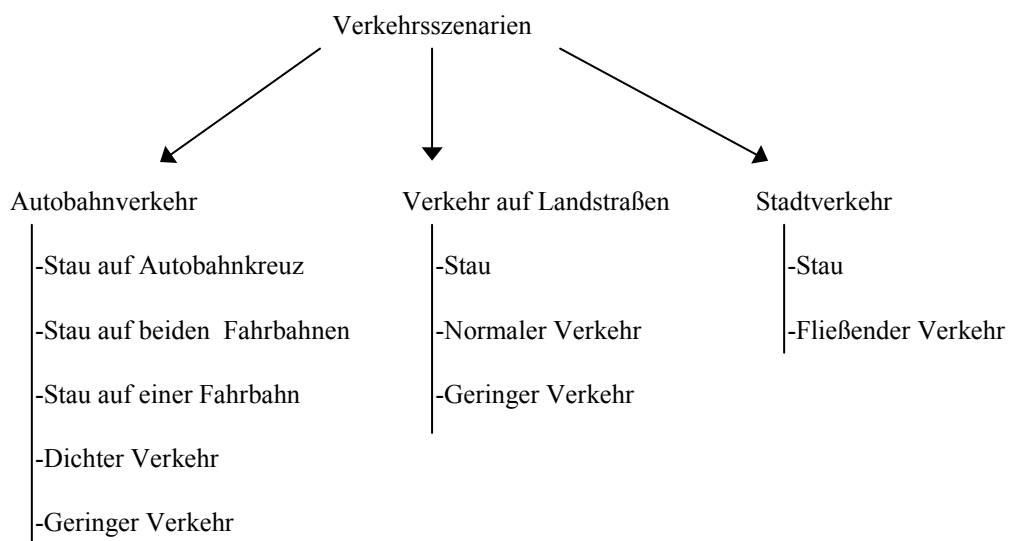 Verkehrsszenarien
Autobahnverkehr
-Stau auf Autobahnkreuz
-Stau auf beiden Fahrbahnen
-Stau auf einer Fahrbahn
-Dichter Verkehr
-Geringer Verkehr
Verkehr auf Landstraßen
-Stau
-Normaler Verkehr
-Geringer Verkehr
Stadtverkehr
-Stau
-Fließender Verkehr